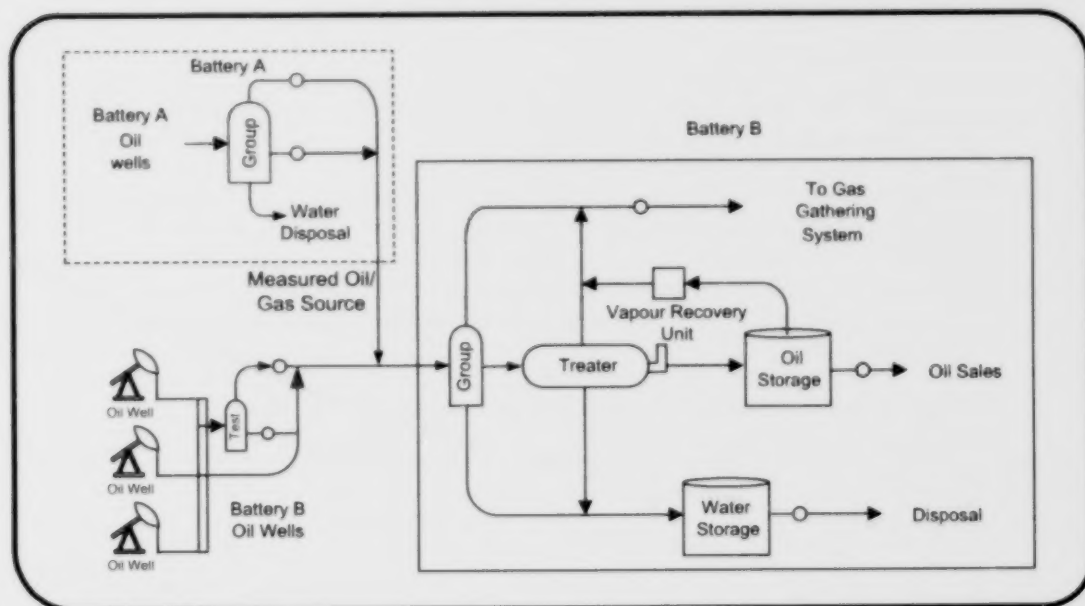 Battery A
Battery A
Oil
wells
Group
Water
Disposal
Measured Oil/
Gas Source
Battery B
To Gas
Gathering
System
Vapour Recovery
Unit
Group
Treater
Oil
Storage
Oil Sales
Oil Well
Test
Oil Well
Battery B
Oil Wells
Oil Well
Water
Storage
Disposal